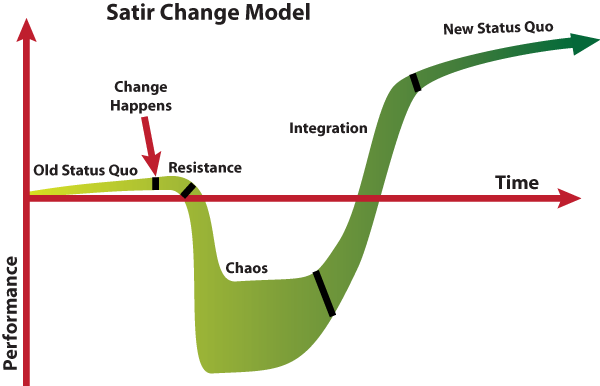 Satir Change Model
New Status Quo
Change
Happens
Integration
Old Status Quo
Resistance
Time
Chaos
Performance